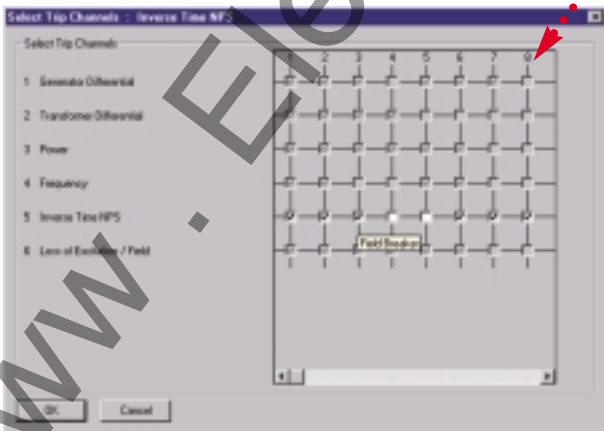 Select Trip Channels : Inverse Time NPS
Select Trip Channels
1 2 3 4 5 6 7 8
1 Generator Differential
2 Transformer Differential
3 Power
4 Frequency
5 Inverse Time NPS
6 Loss of Excitation / Field
Field Breaker
OK Cancel
www . Ele